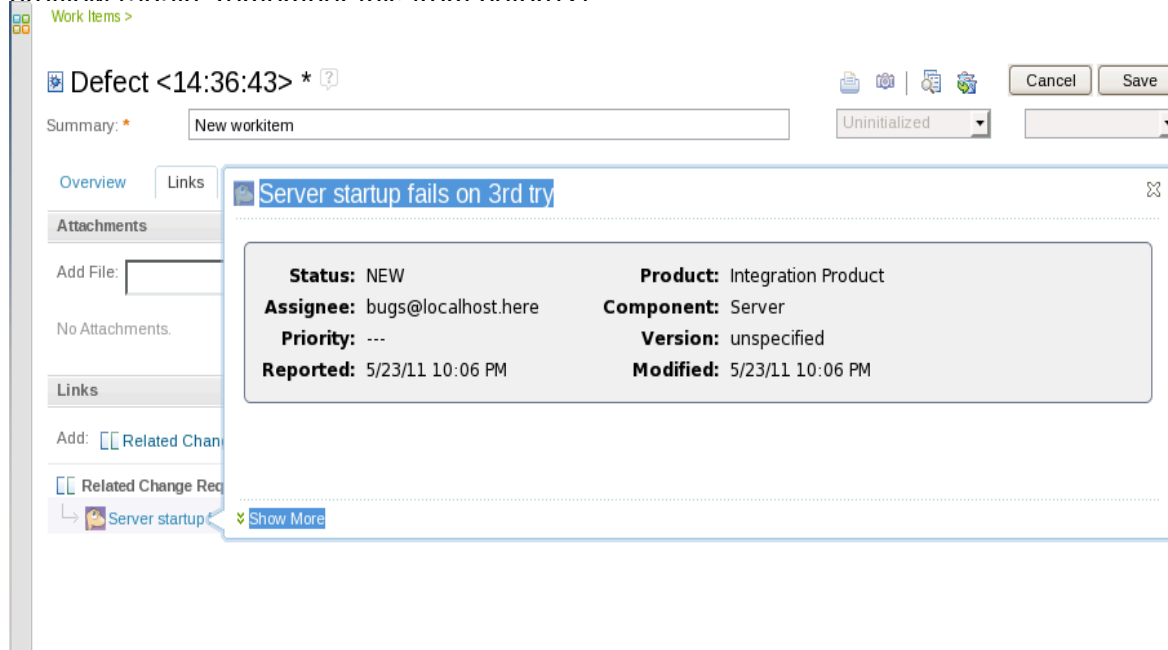 Work Items >
Defect <14:36:43> *
Cancel
Save
Summary: *
New workitem
Uninitialized
Overview
Links
Server startup fails on 3rd try
Attachments
Add File:
Status: NEW
Product: Integration Product
Assignee: bugs@localhost.here
Component: Server
No Attachments.
Priority: ---
Version: unspecified
Reported: 5/23/11 10:06 PM
Modified: 5/23/11 10:06 PM
Links
Add: Related Chan
Related Change Req
Server startup
Show More